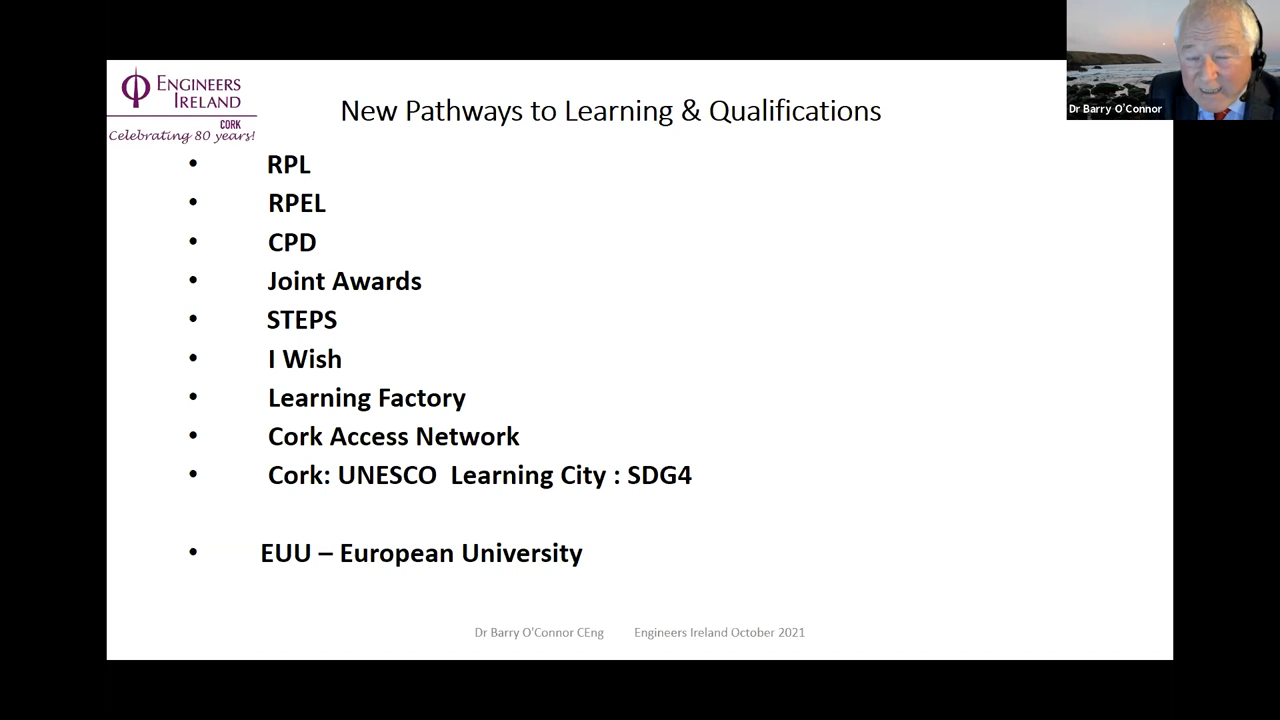 ENGINEERS
IRELAND
CORK
Celebrating 80 years!
New Pathways to Learning & Qualifications
Dr Barry O'Connor
• RPL
• RPEL
• CPD
• Joint Awards
• STEPS
• I Wish
• Learning Factory
• Cork Access Network
• Cork: UNESCO  Learning City : SDG4
• EUU – European University
Dr Barry O'Connor CEng Engineers Ireland October 2021